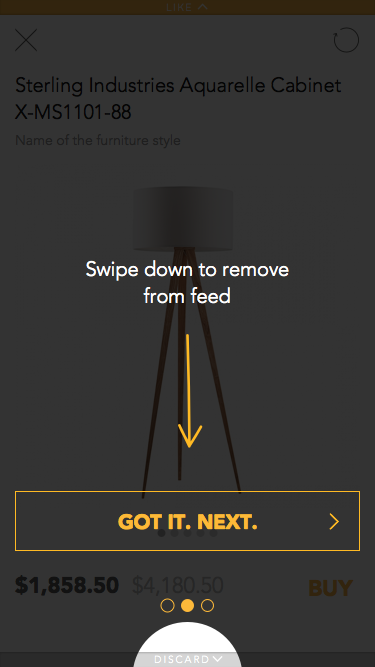 LIKE
Sterling Industries Aquarelle Cabinet
X-MS1101-88
Name of the furniture style
Swipe down to remove
from feed
GOT IT. NEXT.
$1,858.50 $4,180.50 BUY
DISCARD